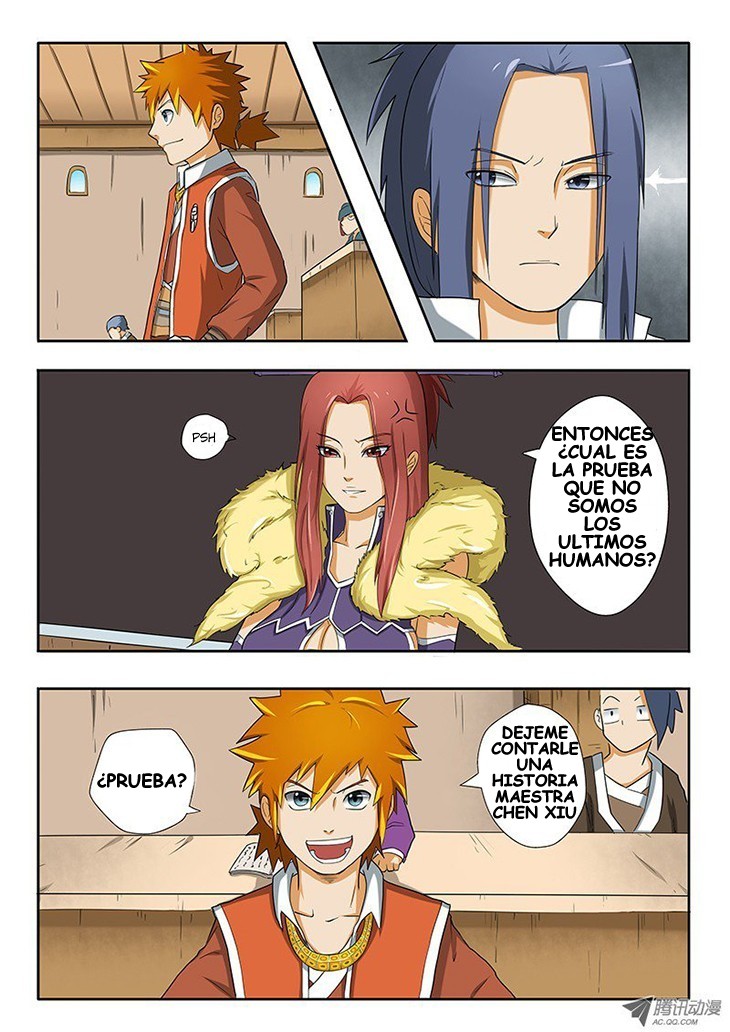 PSH
ENTONCES
¿CUAL ES
LA PRUEBA
QUE NO
SOMOS
LOS
ULTIMOS
HUMANOS?
¿PRUEBA?
DEJEME
CONTARLE
UNA
HISTORIA
MAESTRA
CHEN XIU
腾讯动漫
AC.QQ.COM